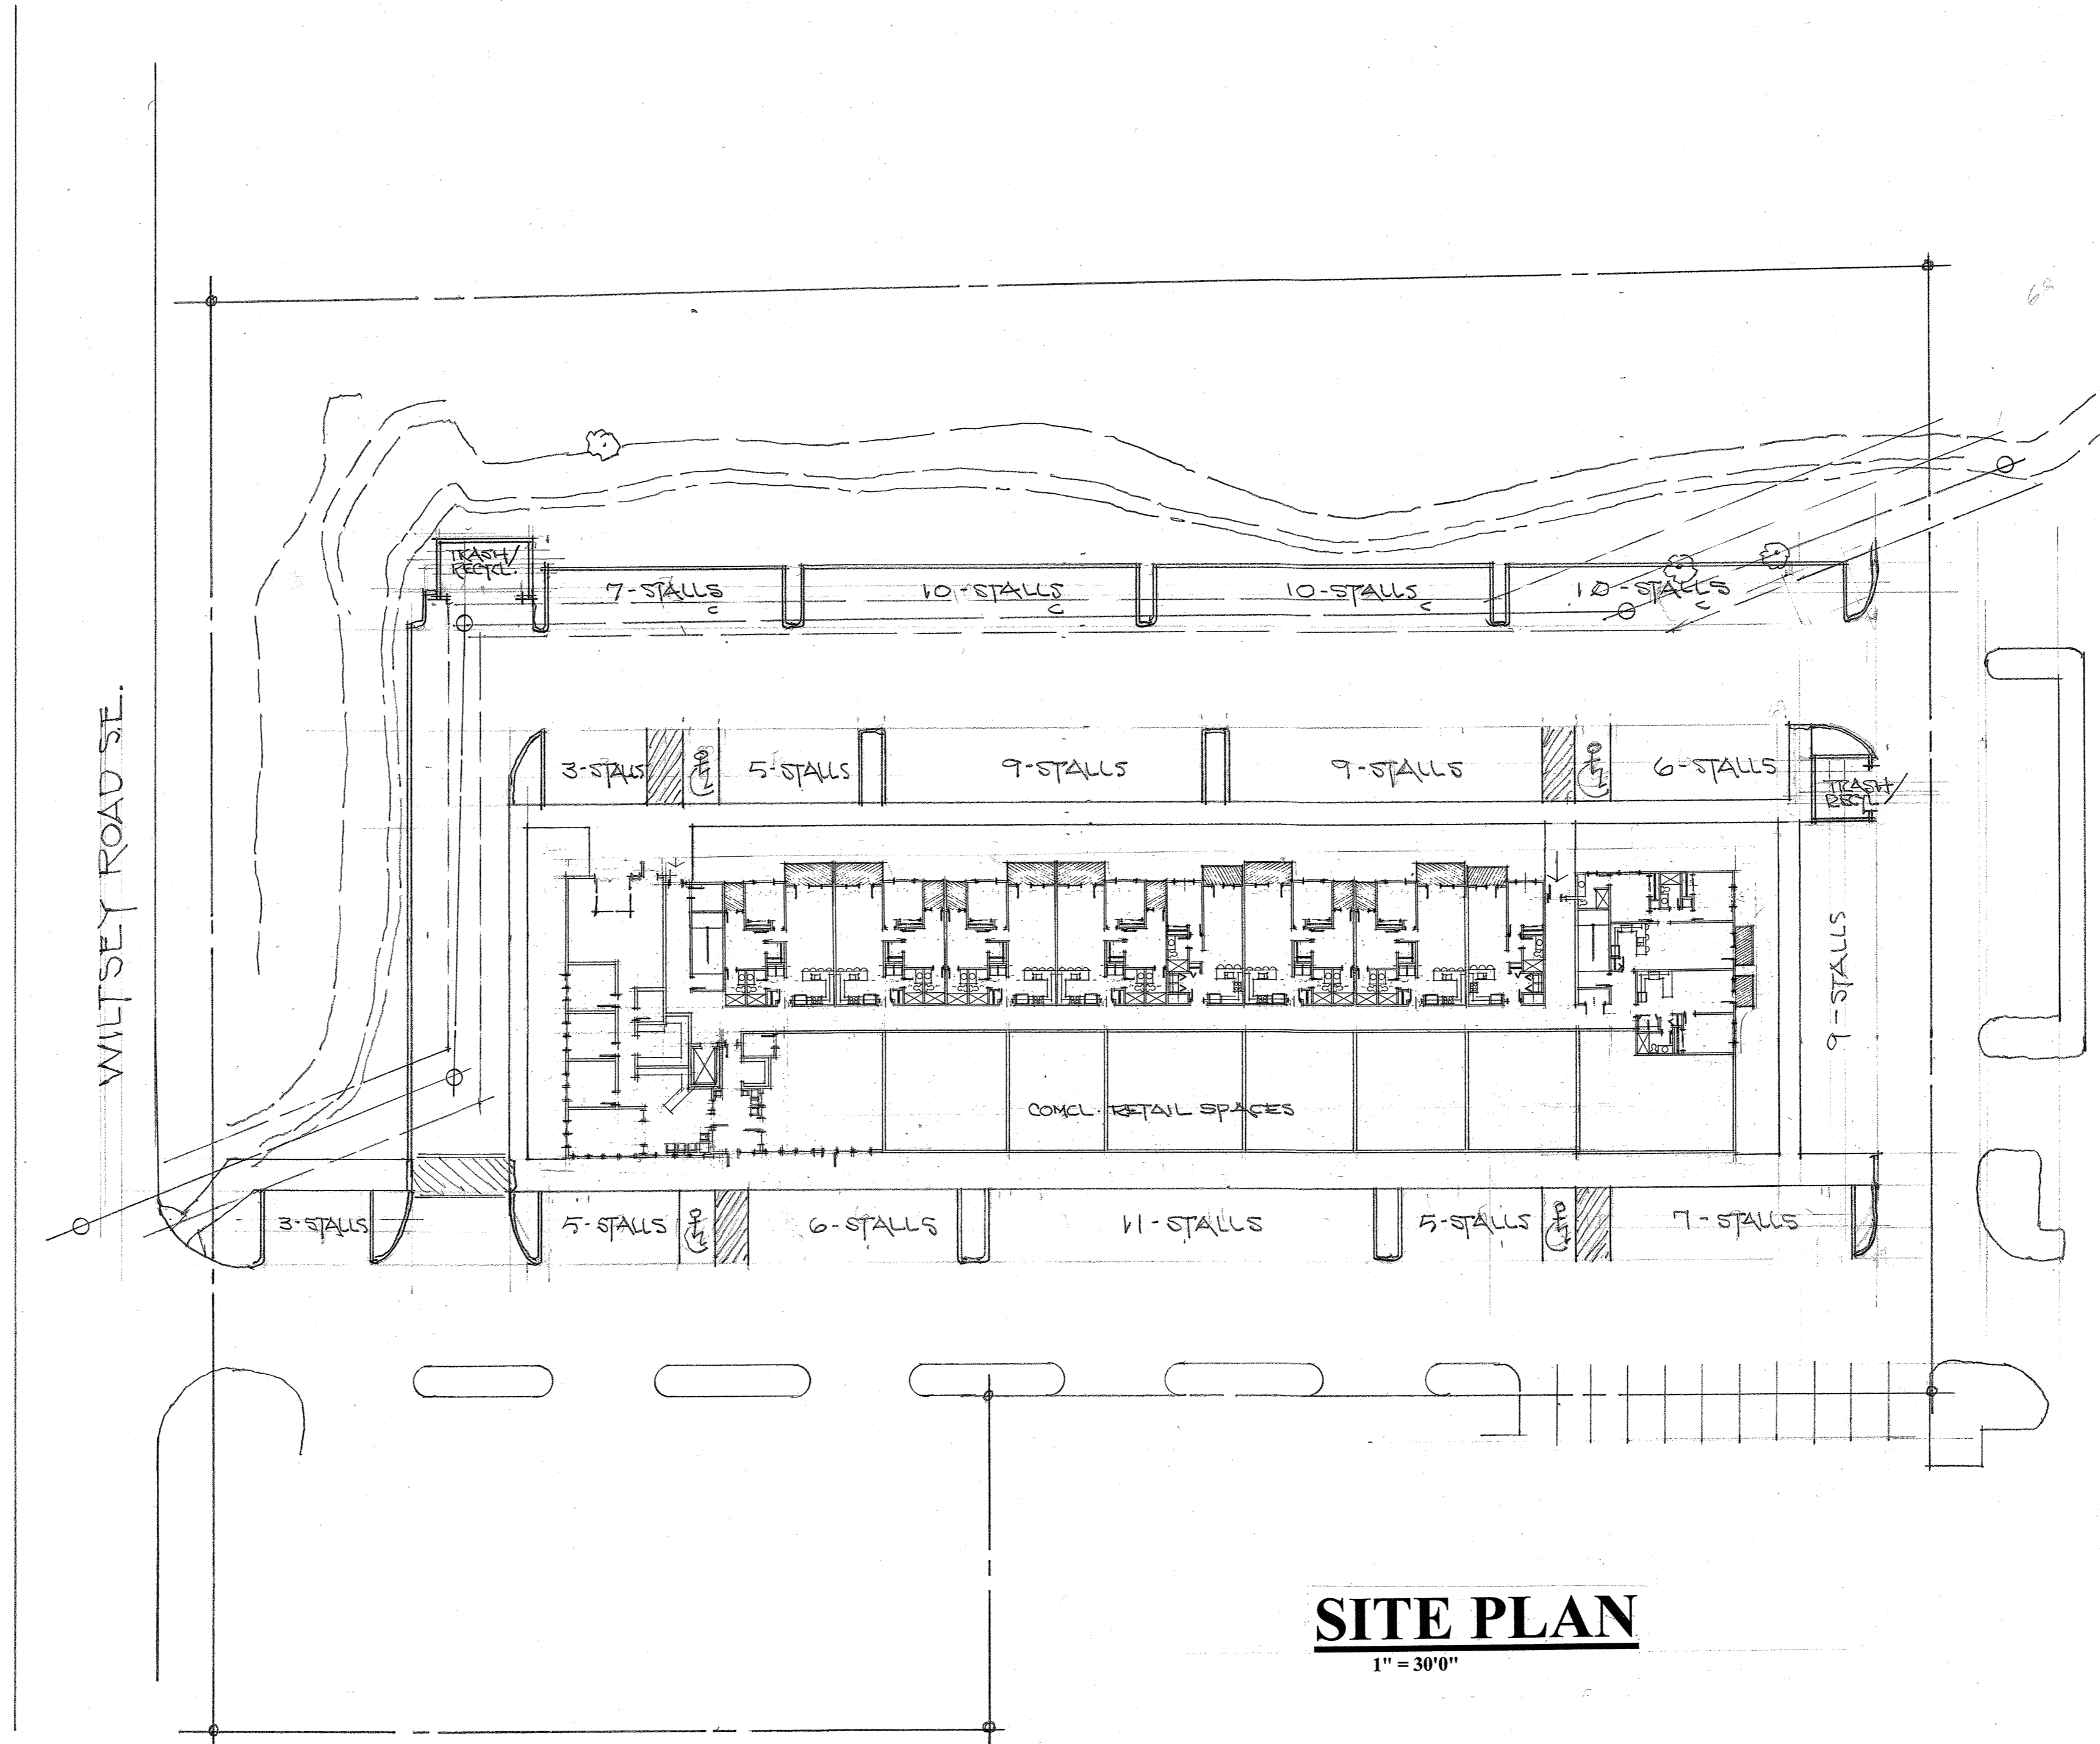 68
TRASH/
RECYCL.
7-STALLS
C
10-STALLS
C
10-STALLS
C
10-STALLS
C
3-STALLS
5-STALLS
9-STALLS
9-STALLS
6-STALLS
TRASH/
RECYL.
WILTSEY ROAD S.E.
9-STALLS
COMCL. RETAIL SPACES
3-STALLS
5-STALLS
6-STALLS
11-STALLS
5-STALLS
7-STALLS
SITE PLAN
1" = 30'0"